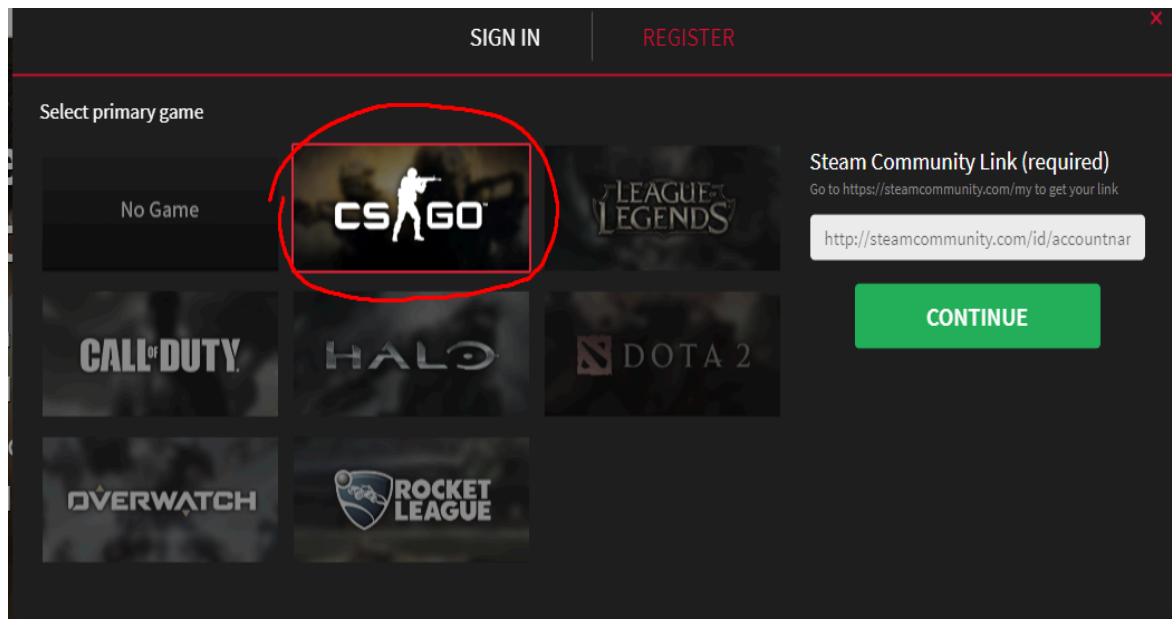 SIGN IN
REGISTER
x
Select primary game
No Game
CS GO
LEAGUE OF LEGENDS
Steam Community Link (required)
Go to https://steamcommunity.com/my to get your link
http://steamcommunity.com/id/accountnar
CONTINUE
CALL OF DUTY
HALO
DOTA 2
OVERWATCH
ROCKET
LEAGUE